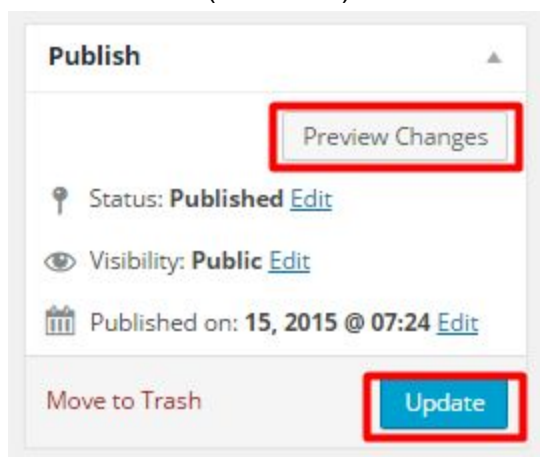 Publish
Preview Changes
Status: Published Edit
Visibility: Public Edit
Published on: 15, 2015 @ 07:24 Edit
Move to Trash Update